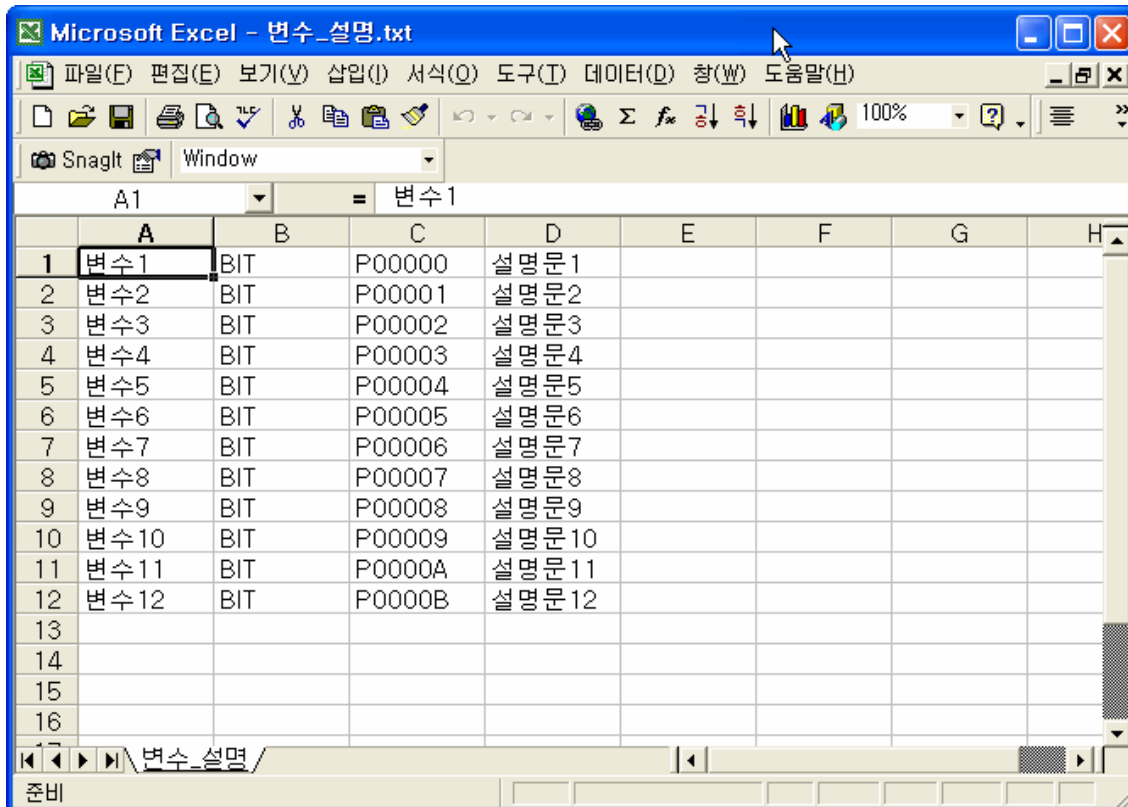 Microsoft Excel - 변수_설명.txt
파일(F) 편집(E) 보기(V) 삽입(I) 서식(O) 도구(T) 데이터(D) 창(W) 도움말(H)
100%
SnagIt Window
A1 = 변수1
A B C D E F G H
1 변수1 BIT P00000 설명문1
2 변수2 BIT P00001 설명문2
3 변수3 BIT P00002 설명문3
4 변수4 BIT P00003 설명문4
5 변수5 BIT P00004 설명문5
6 변수6 BIT P00005 설명문6
7 변수7 BIT P00006 설명문7
8 변수8 BIT P00007 설명문8
9 변수9 BIT P00008 설명문9
10 변수10 BIT P00009 설명문10
11 변수11 BIT P0000A 설명문11
12 변수12 BIT P0000B 설명문12
13
14
15
16
변수_설명
준비